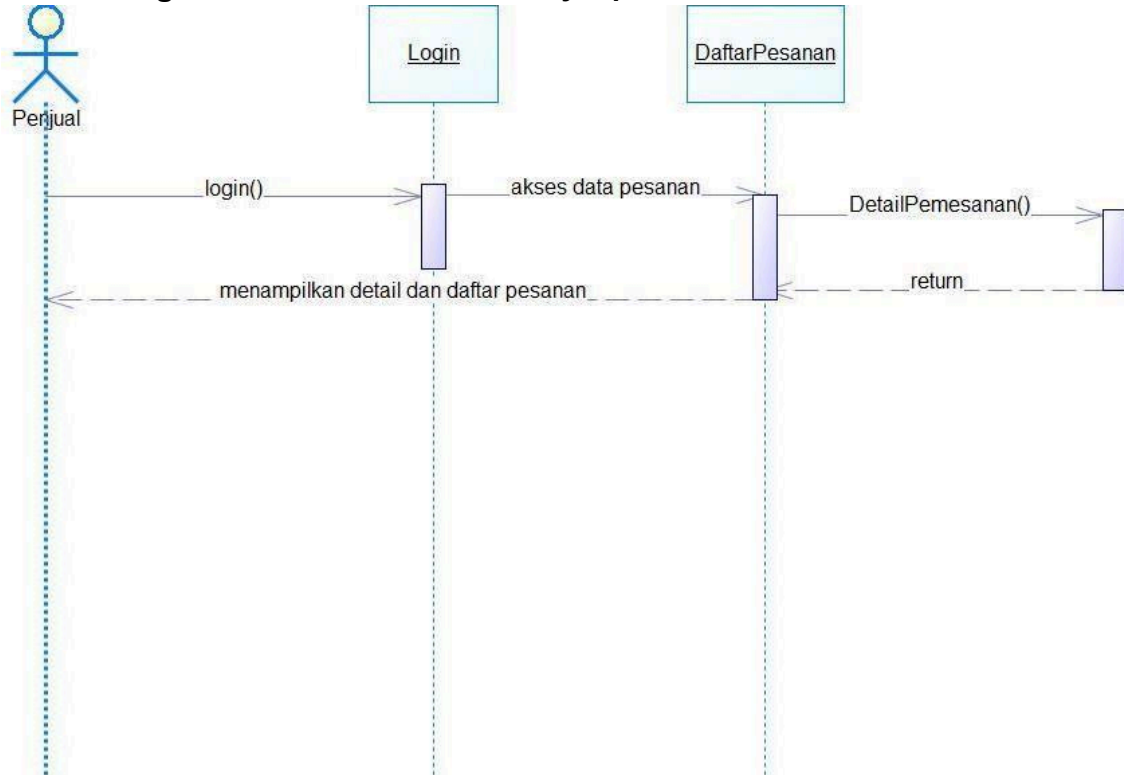 Login
DaftarPesanan
Penjual
login()
akses data pesanan
DetailPemesanan()
return
menampilkan detail dan daftar pesanan